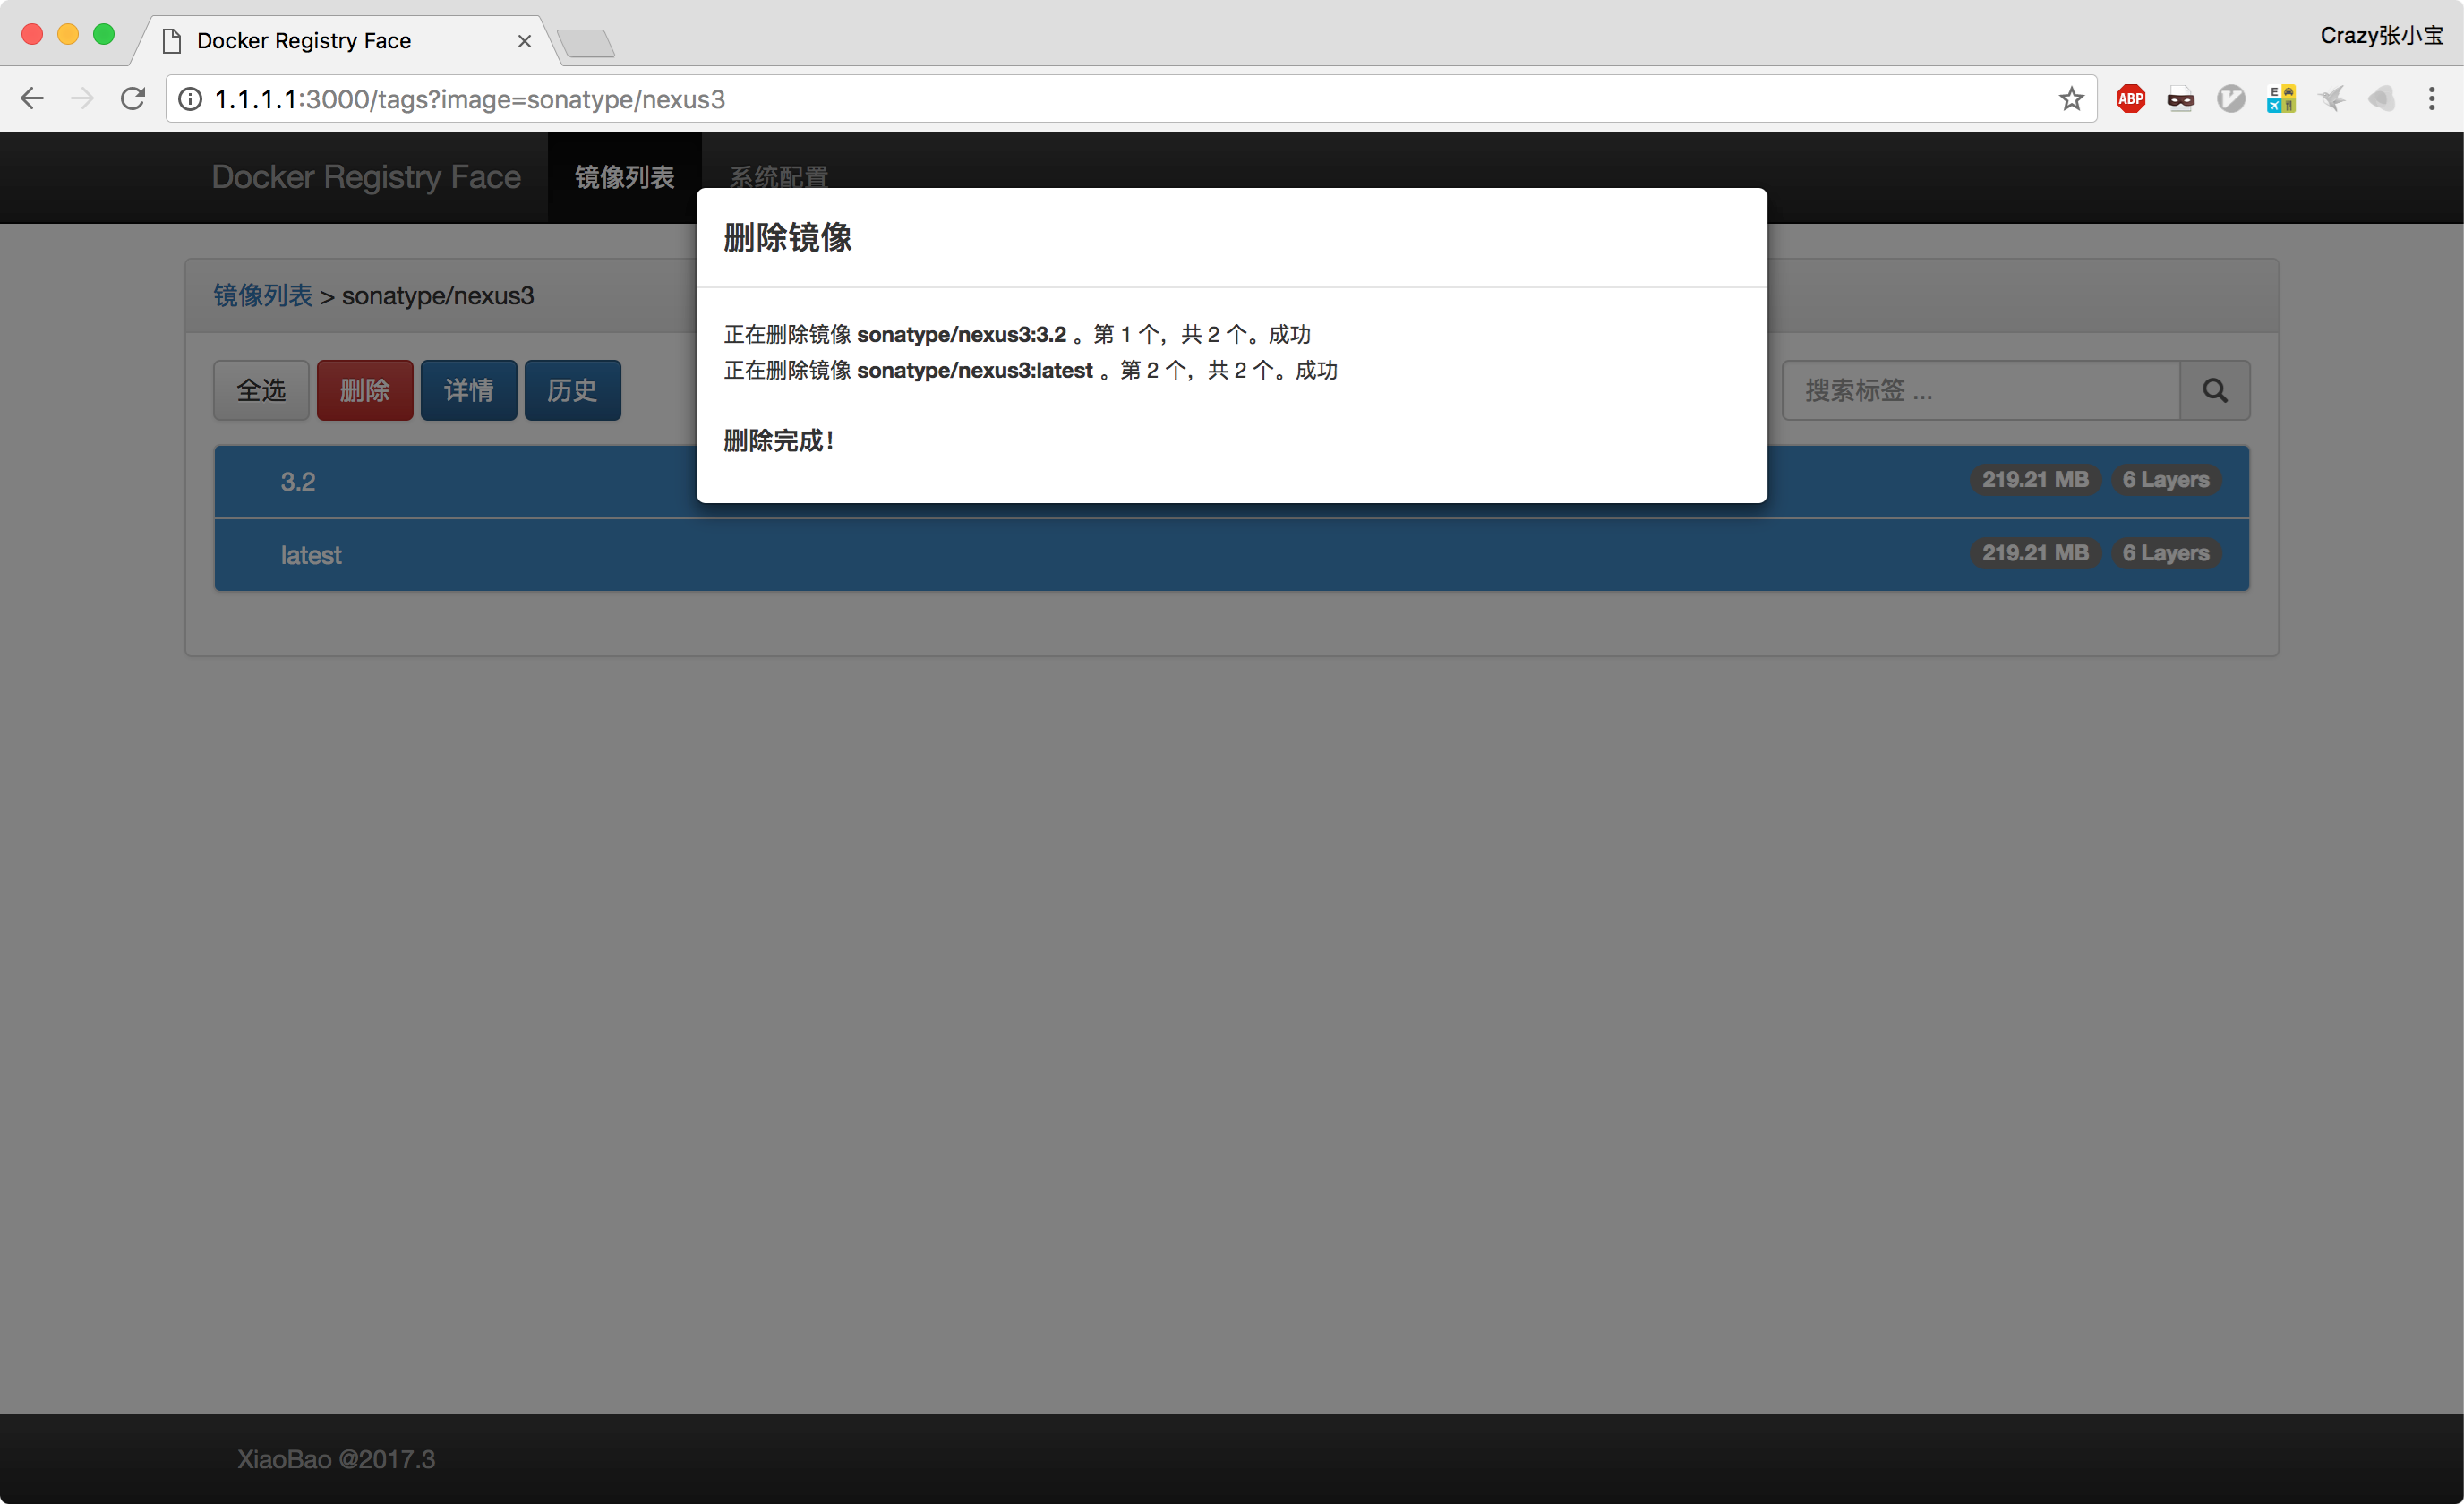 Docker Registry Face
Crazy张小宝
1.1.1.1:3000/tags?image=sonatype/nexus3
ABP
E
Docker Registry Face 镜像列表 系统配置
删除镜像
正在删除镜像 sonatype/nexus3:3.2 。第 1 个，共 2 个。成功
正在删除镜像 sonatype/nexus3:latest 。第 2 个，共 2 个。成功
删除完成！
镜像列表 > sonatype/nexus3
全选 删除 详情 历史 搜索标签 ...
3.2 219.21 MB 6 Layers
latest 219.21 MB 6 Layers
XiaoBao @2017.3